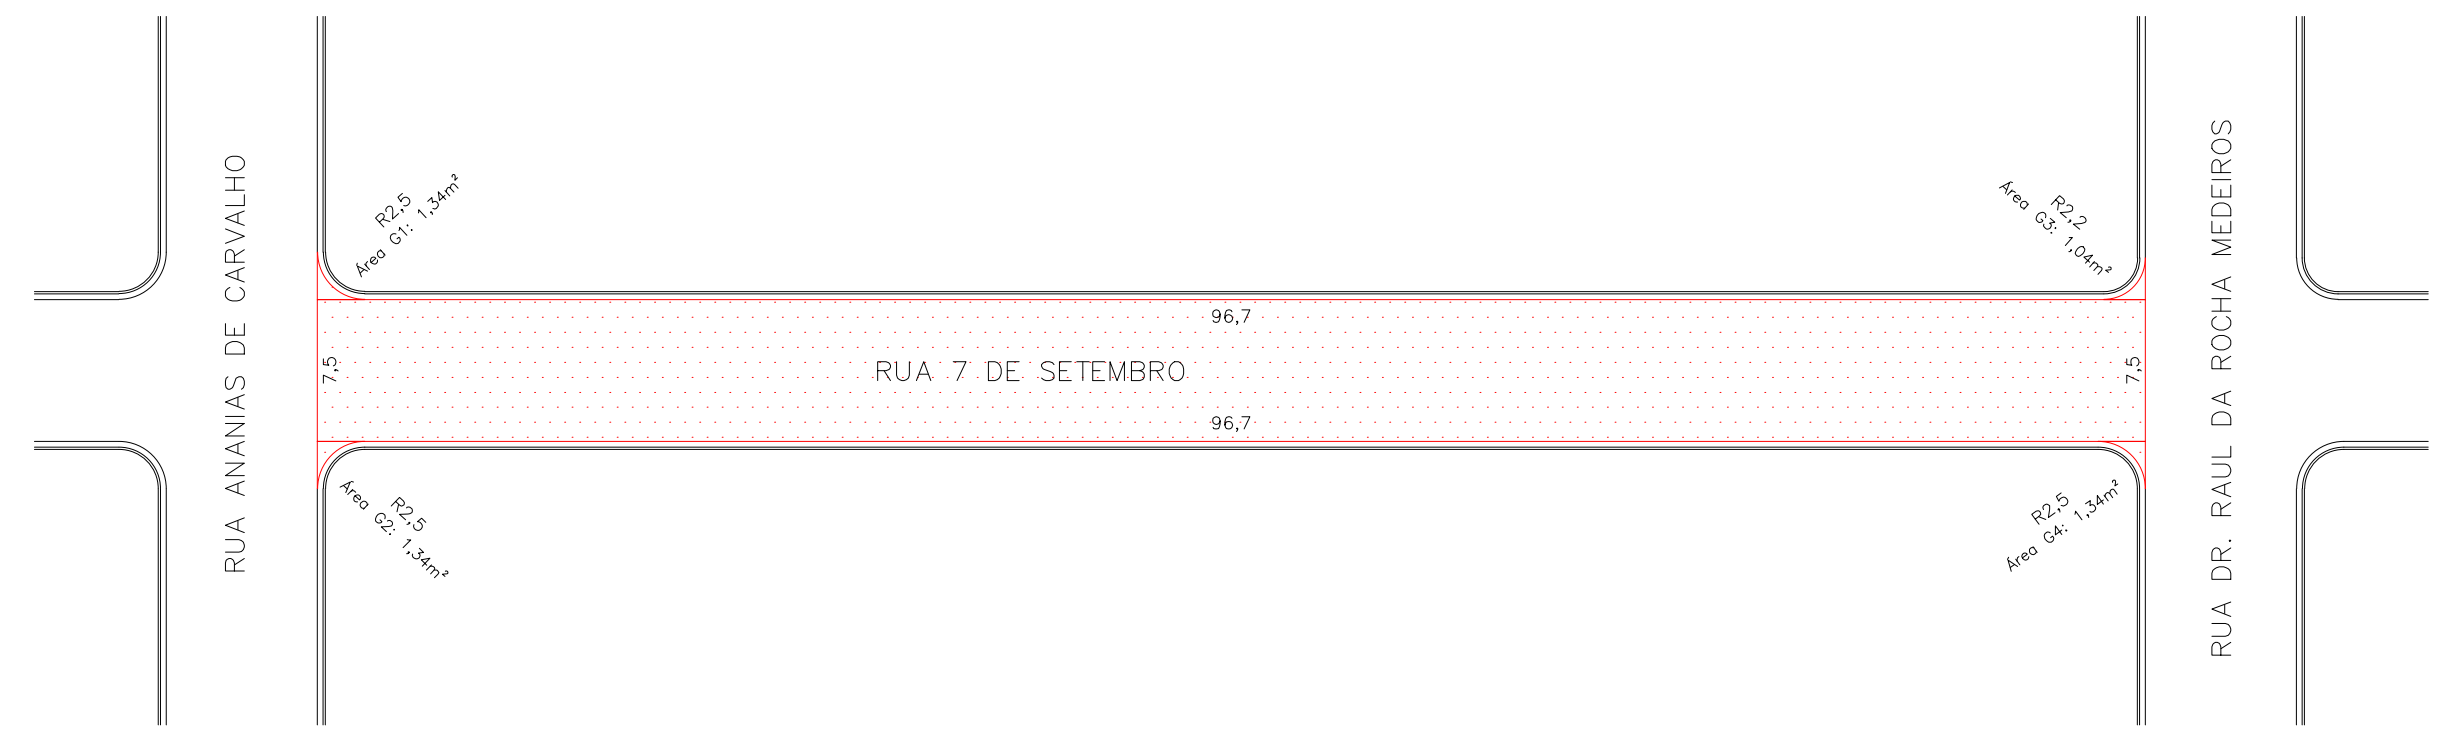 RUA ANANIAS DE CARVALHO
R2,5
Área G1: 1,34m²
R2,2
Área G3: 1,04m²
RUA DR. RAUL DA ROCHA MEDEIROS
96,7
7,5
RUA 7 DE SETEMBRO
7,5
96,7
R2,5
Área G2: 1,34m²
R2,5
Área G4: 1,34m²